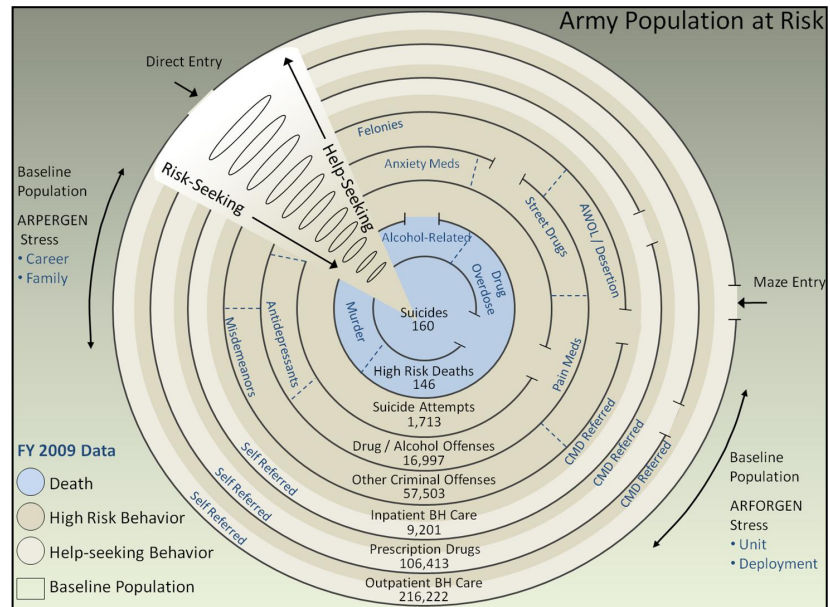 Army Population at Risk
Direct Entry
Baseline
Population
ARPERGEN
Stress
• Career
• Family
Risk-Seeking
Help-Seeking
Felonies
Anxiety Meds
Street Drugs
AWOL / Desertion
Alcohol-Related
Drug
Overdose
Maze Entry
Murder
Antidepressants
Misdemeanors
Pain Meds
Suicides
160
High Risk Deaths
146
Suicide Attempts
1,713
Drug / Alcohol Offenses
16,997
Other Criminal Offenses
57,503
Inpatient BH Care
9,201
Prescription Drugs
106,413
Outpatient BH Care
216,222
Self Referred
Self Referred
Self Referred
CMD Referred
CMD Referred
CMD Referred
Baseline
Population
ARFORGEN
Stress
• Unit
• Deployment
FY 2009 Data
Death
High Risk Behavior
Help-seeking Behavior
Baseline Population